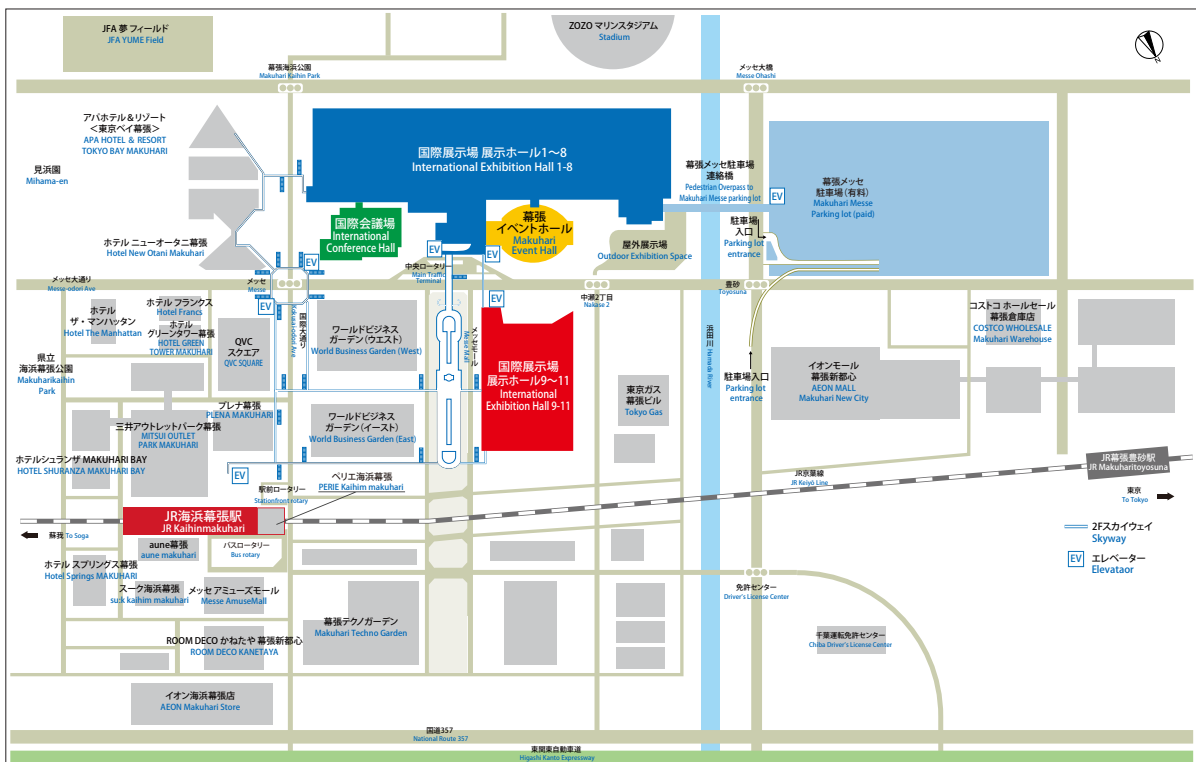 JFA 夢 フィールド
JFA YUME Field
ZOZO マリンスタジアム
Stadium
N
幕張海浜公園
Makuhari Kaihin Park
メッセ大橋
Messe Ohashi
アパホテル＆リゾート
＜東京ベイ幕張＞
APA HOTEL & RESORT
TOKYO BAY MAKUHARI
見浜園
Mihama-en
国際展示場 展示ホール1～8
International Exhibition Hall 1-8
幕張メッセ駐車場
連絡橋
Pedestrian Overpass to
Makuhari Messe parking lot
EV
幕張メッセ
駐車場（有料）
Makuhari Messe
Parking lot (paid)
国際会議場
International
Conference Hall
幕張
イベントホール
Makuhari
Event Hall
駐車場
入口
Parking lot
entrance
ホテル ニューオータニ幕張
Hotel New Otani Makuhari
屋外展示場
Outdoor Exhibition Space
EV
EV
EV
中央ロータリー
Main Traffic
Terminal
メッセ大通り
Messe-odori Ave
メッセ
Messe
中瀬2丁目
Nakase 2
豊砂
Toyosuna
EV
EV
ホテル
ザ・マンハッタン
Hotel The Manhattan
ホテル フランクス
Hotel Francs
ホテル
グリーンタワー幕張
HOTEL GREEN
TOWER MAKUHARI
QVC
スクエア
QVC SQUARE
国際大通り
Kokusai-odori Ave
ワールドビジネス
ガーデン（ウエスト）
World Business Garden (West)
メッセモール
Messe Mall
国際展示場
展示ホール9～11
International
Exhibition Hall 9-11
浜田川 Hamada River
コストコ ホールセール
幕張倉庫店
COSTCO WHOLESALE
Makuhari Warehouse
県立
海浜幕張公園
Makuharikaihin
Park
東京ガス
幕張ビル
Tokyo Gas
駐車場入口
Parking lot
entrance
イオンモール
幕張新都心
AEON MALL
Makuhari New City
プレナ幕張
PLENA MAKUHARI
三井アウトレットパーク幕張
MITSUI OUTLET
PARK MAKUHARI
ワールドビジネス
ガーデン（イースト）
World Business Garden (East)
ホテルシュランザ MAKUHARI BAY
HOTEL SHURANZA MAKUHARI BAY
EV
駅前ロータリー
Stationfront rotary
ペリエ海浜幕張
PERIE Kaihim makuhari
JR京葉線
JR Keiyō Line
JR幕張豊砂駅
JR Makuharitoyosuna
東京
To Tokyo
JR海浜幕張駅
JR Kaihinmakuhari
蘇我 To Soga
aune幕張
aune makuhari
バスロータリー
Bus rotary
2Fスカイウェイ
Skyway
EV
エレベーター
Elevataor
ホテル スプリングス幕張
Hotel Springs MAKUHARI
スーク海浜幕張
su:k kaihim makuhari
メッセアミューズモール
Messe AmuseMall
免許センター
Driver's License Center
幕張テクノガーデン
Makuhari Techno Garden
千葉運転免許センター
Chiba Driver's License Center
ROOM DECO かねたや 幕張新都心
ROOM DECO KANETAYA
イオン海浜幕張店
AEON Makuhari Store
国道357
National Route 357
東関東自動車道
Higashi Kanto Expressway